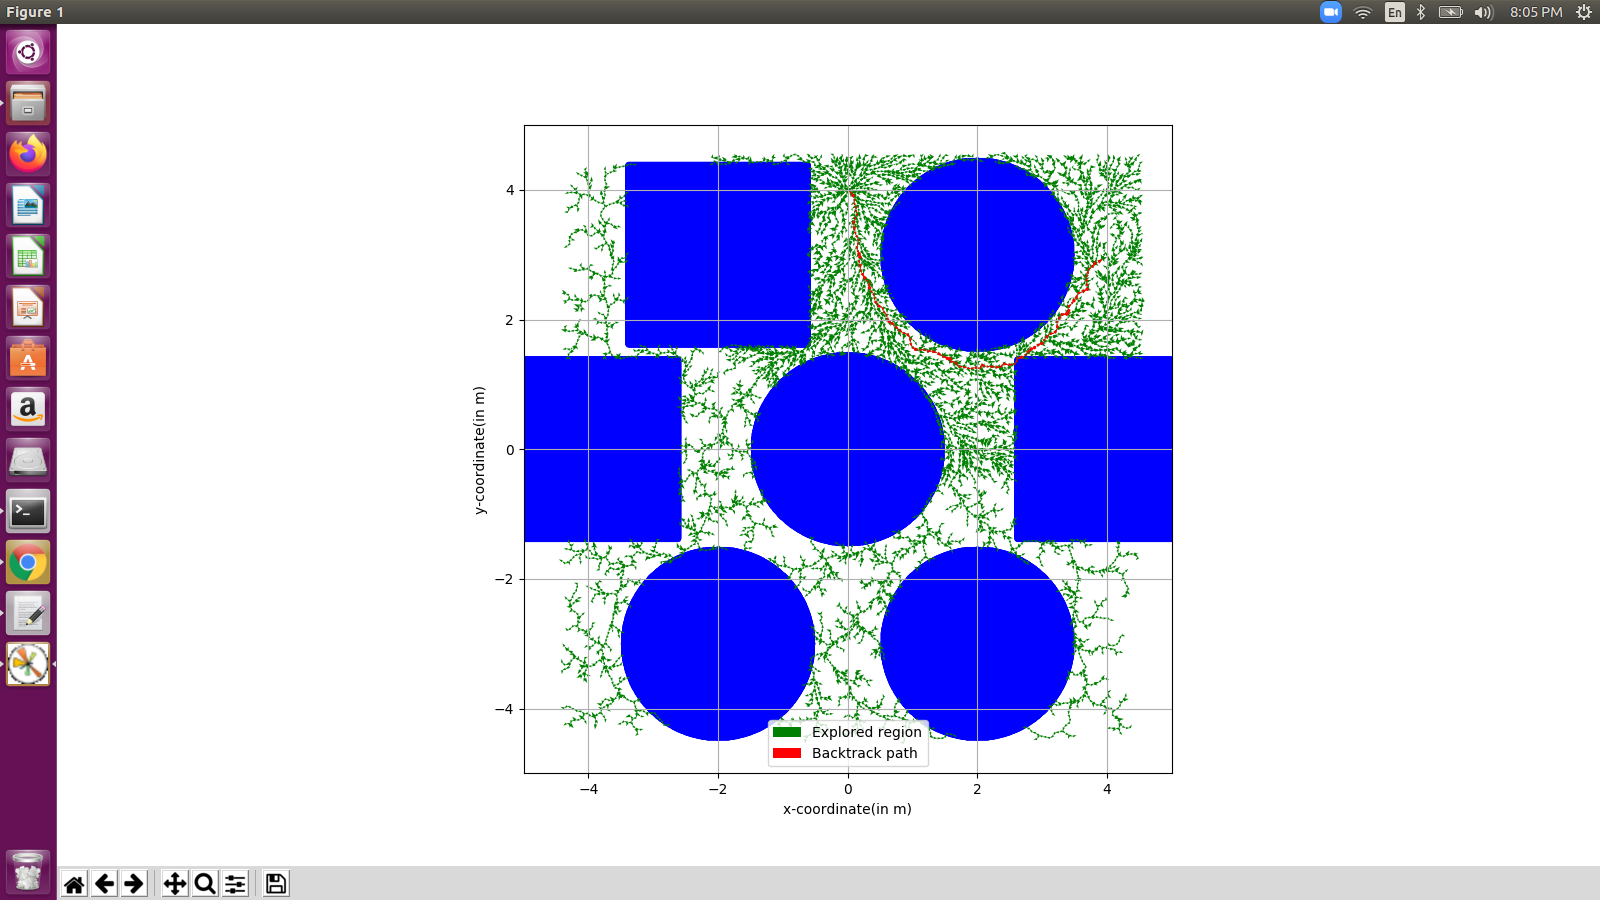 Figure 1
En
8:05 PM
4
2
0
−2
−4
y-coordinate(in m)
Explored region
Backtrack path
−4
−2
0
2
4
x-coordinate(in m)